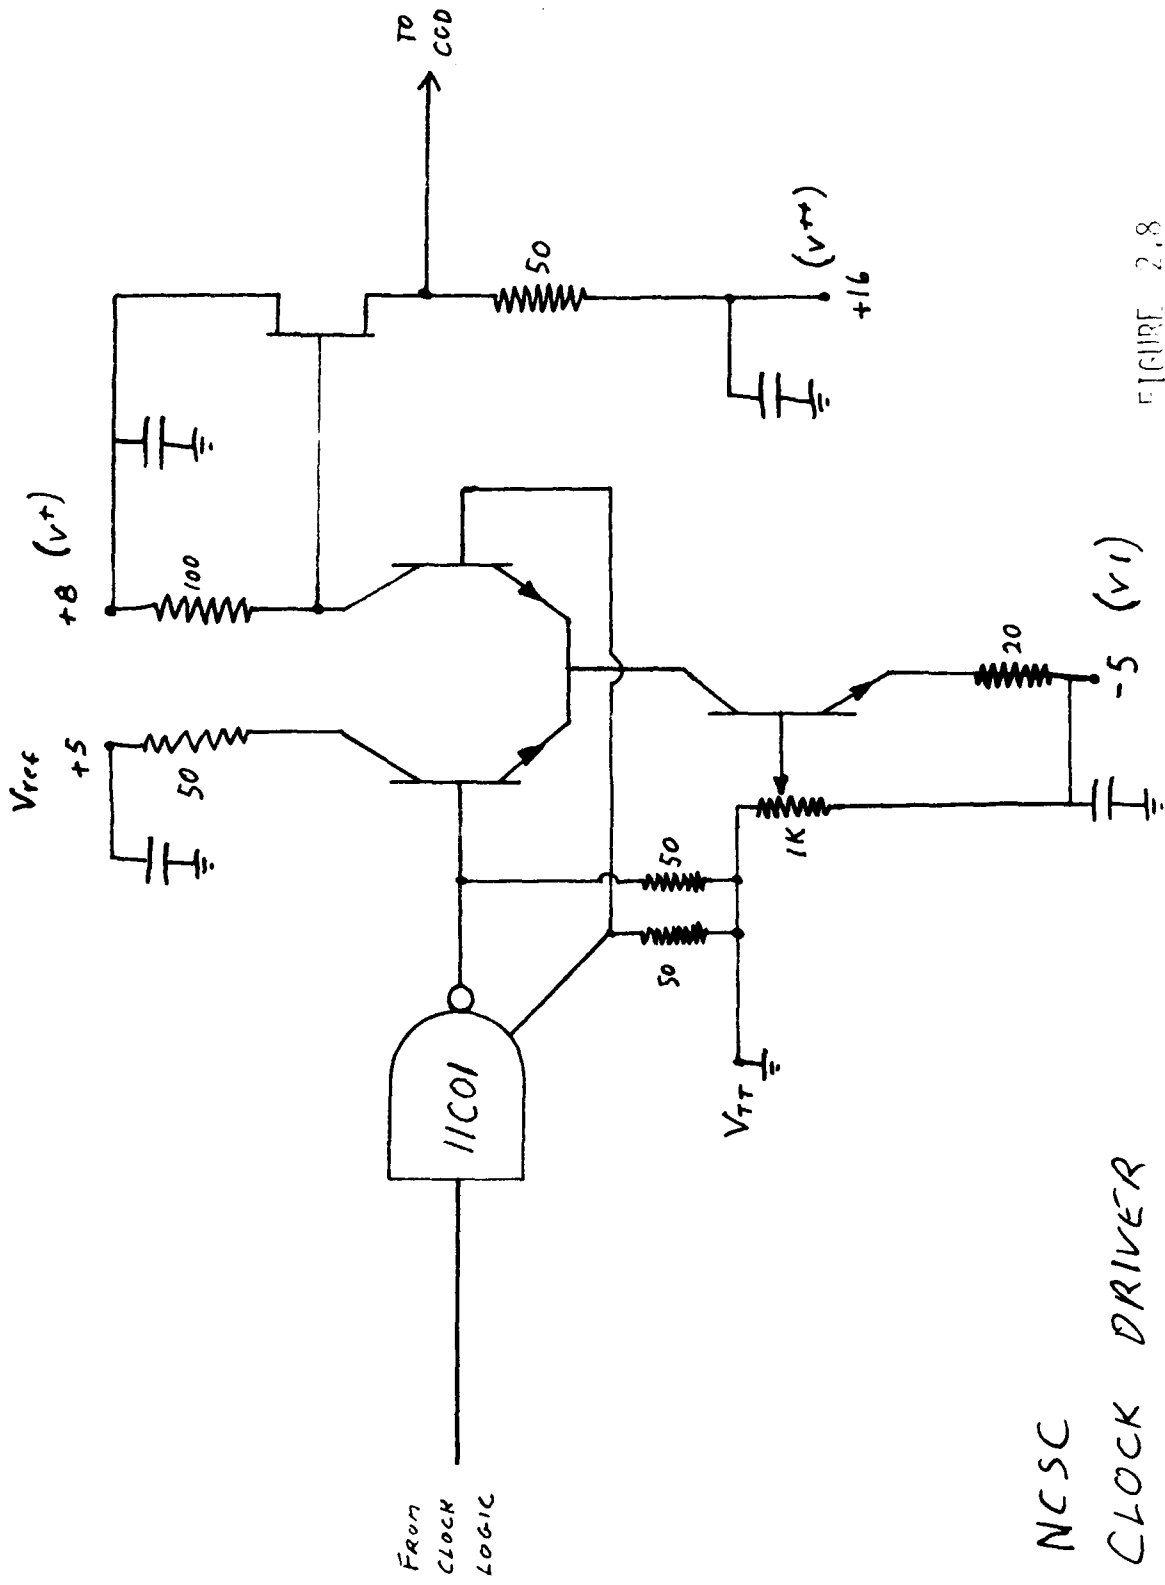 Vref
+5
50
+8 (V+)
100
TO
CCD
50
+16 (V++)
FROM
CLOCK
LOGIC
11C01
50
50
VTT
1K
20
-5 (V1)
NCSC
CLOCK DRIVER
FIGURE 2.8